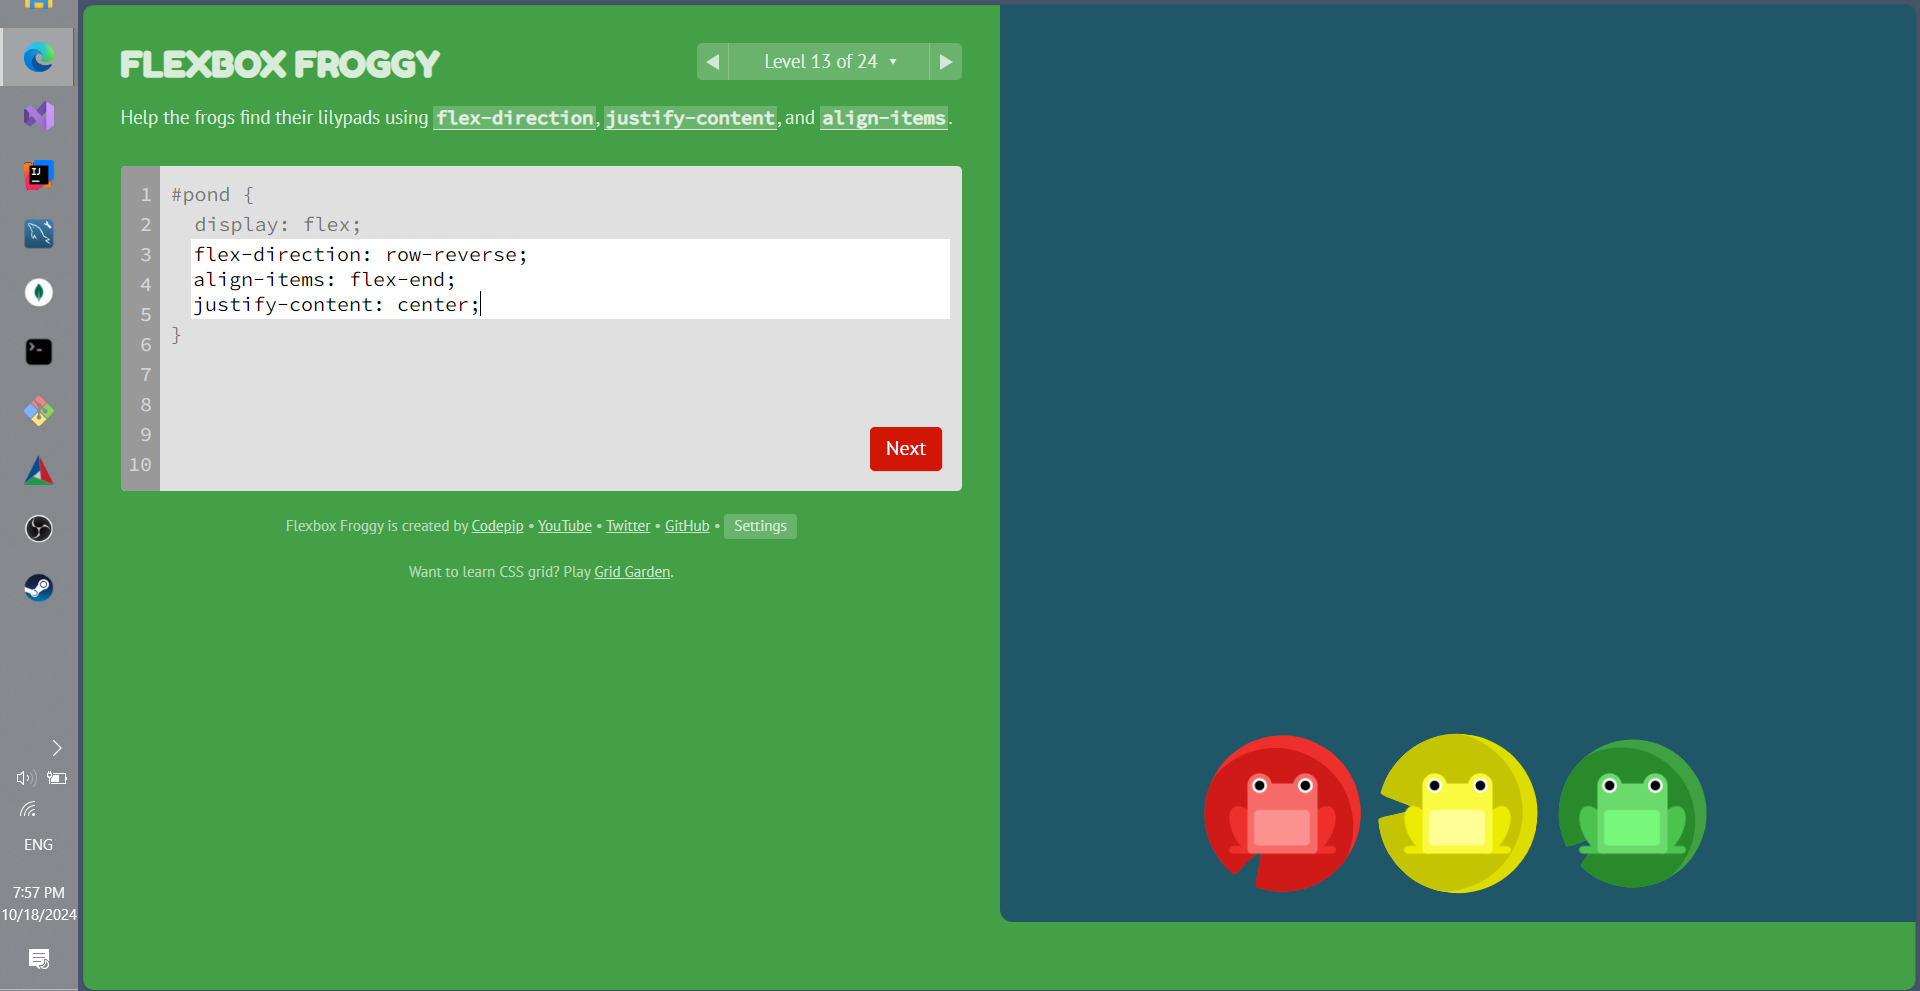 FLEXBOX FROGGY
◀ Level 13 of 24 ▾ ▶
Help the frogs find their lilypads using flex-direction, justify-content, and align-items.
1 #pond {
2 display: flex;
3 flex-direction: row-reverse;
4 align-items: flex-end;
5 justify-content: center;
6 }
7
8
9
10
Next
Flexbox Froggy is created by Codepip • YouTube • Twitter • GitHub • Settings
Want to learn CSS grid? Play Grid Garden.
IJ
ENG
7:57 PM
10/18/2024